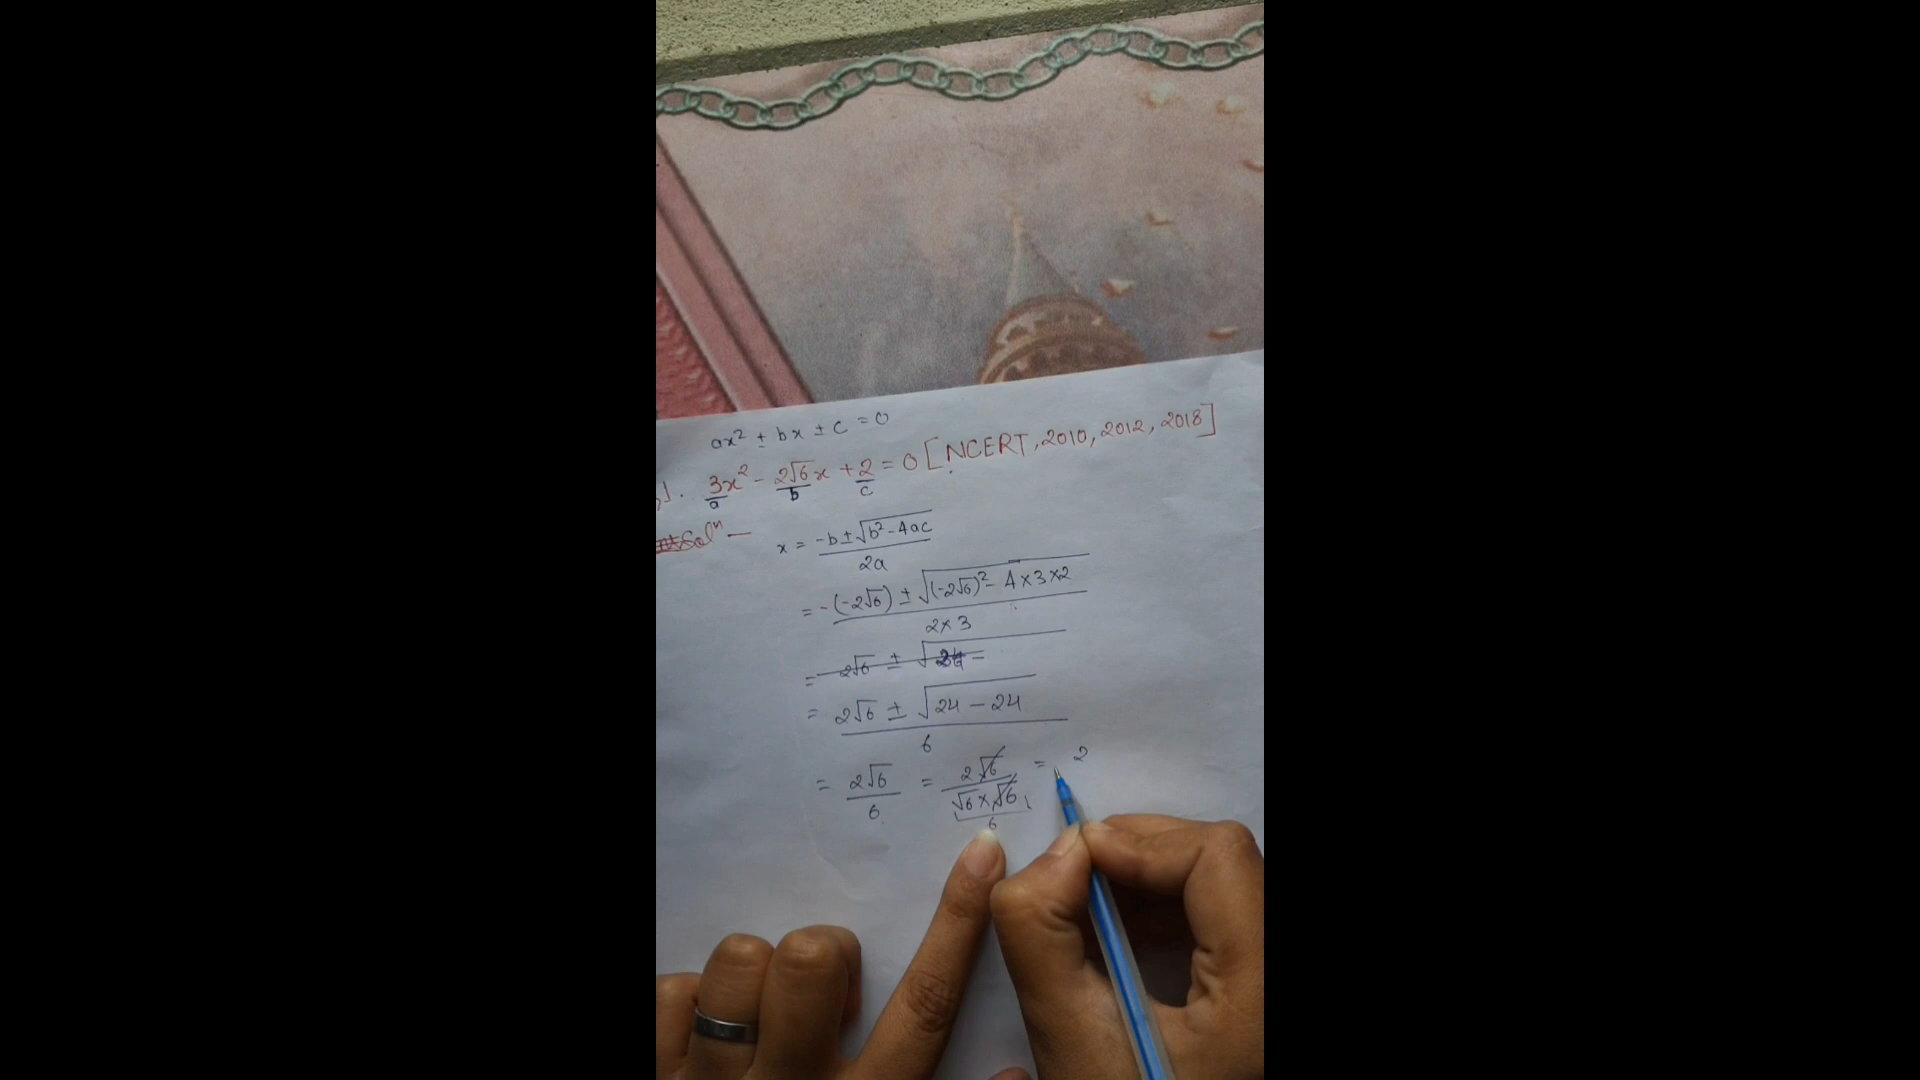 ax² ± bx ± c = 0
1. 3x² - 2√6x + 2 = 0 [NCERT, 2010, 2012, 2018]
a b c
Solⁿ —
x = -b ± √b² - 4ac
2a
= -(-2√6) ± √(-2√6)² - 4×3×2
2×3
= 2√6 ± √24 -
= 2√6 ± √24 - 24
6
= 2√6 = 2√6 = 2
6 √6×√6
6